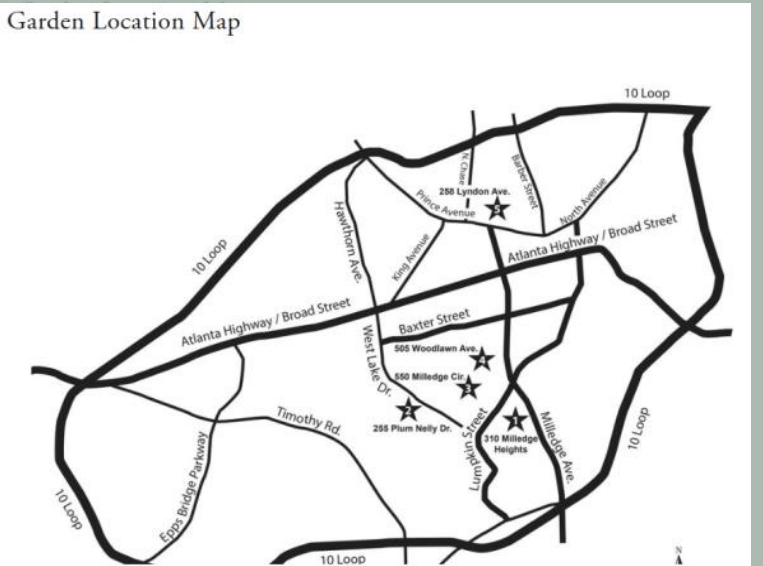 Garden Location Map
10 Loop
N. Chase
Barber Street
258 Lyndon Ave.
5
Prince Avenue
North Avenue
Hawthorn Ave.
King Avenue
10 Loop
Atlanta Highway / Broad Street
Atlanta Highway / Broad Street
Baxter Street
West Lake Dr.
505 Woodlawn Ave.
4
550 Milledge Cir.
3
2
255 Plum Nelly Dr.
Timothy Rd.
Lumpkin Street
1
310 Milledge
Heights
Milledge Ave.
10 Loop
Epps Bridge Parkway
10 Loop
10 Loop
N